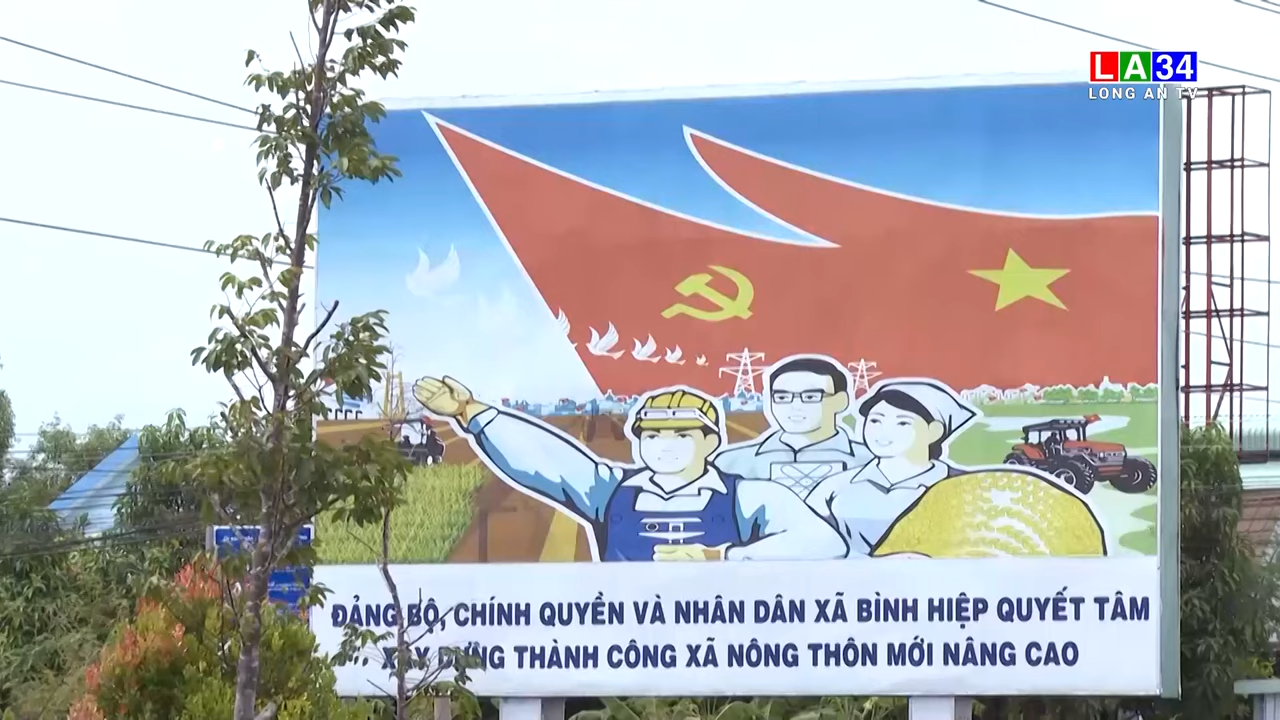 LA34
LONG AN TV
ĐẢNG BỘ, CHÍNH QUYỀN VÀ NHÂN DÂN XÃ BÌNH HIỆP QUYẾT TÂM
XÂY DỰNG THÀNH CÔNG XÃ NÔNG THÔN MỚI NÂNG CAO